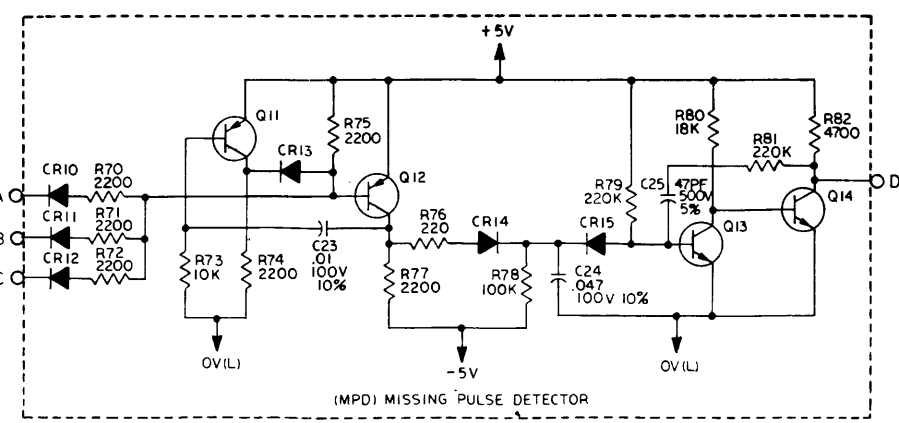 +5V
Q11
R75
2200
CR13
R80
18K
R82
4700
R81
220K
CR10
R70
2200
A
CR11
R71
2200
B
CR12
R72
2200
C
Q12
R79
220K
C25
47PF
500V
5%
D
Q14
Q13
R76
220
CR14
CR15
C23
.01
100V
10%
R73
10K
R74
2200
R77
2200
R78
100K
C24
.047
100V 10%
0V(L)
-5V
0V(L)
(MPD) MISSING PULSE DETECTOR